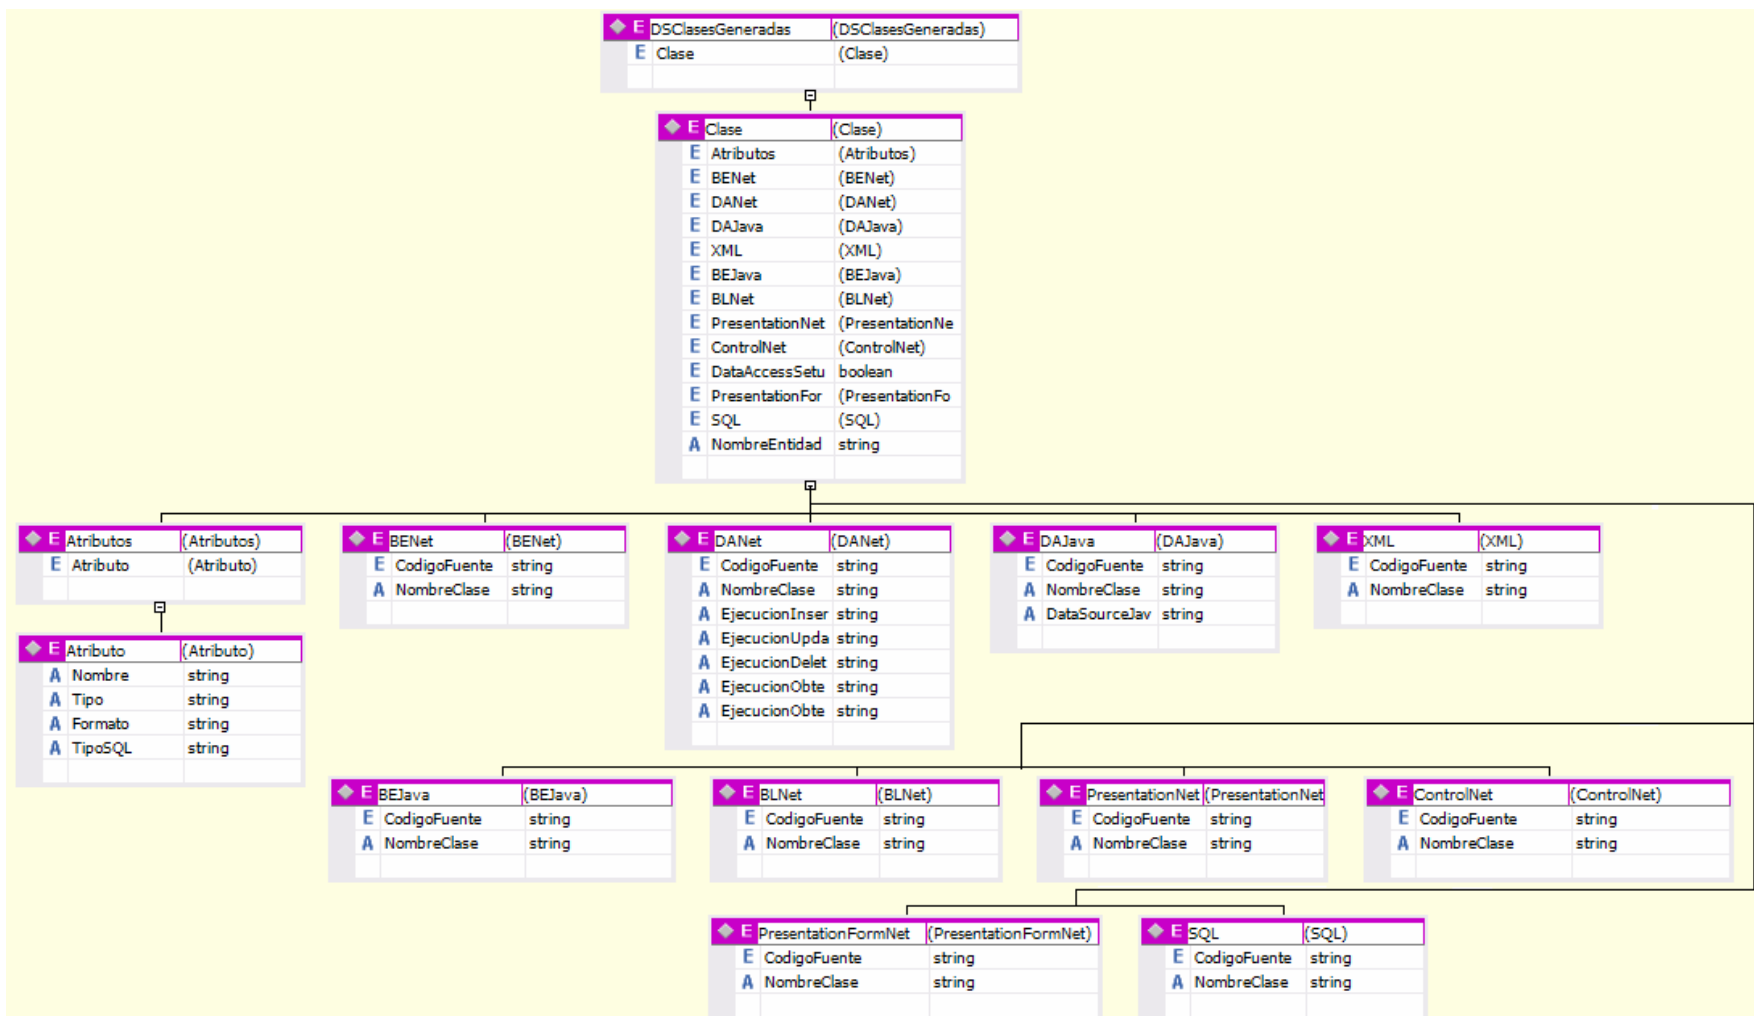 E DSClasesGeneradas (DSClasesGeneradas)
E Clase (Clase)
E Clase (Clase)
E Atributos (Atributos)
E BENet (BENet)
E DANet (DANet)
E DAJava (DAJava)
E XML (XML)
E BEJava (BEJava)
E BLNet (BLNet)
E PresentationNet (PresentationNe
E ControlNet (ControlNet)
E DataAccessSetu boolean
E PresentationFor (PresentationFo
E SQL (SQL)
A NombreEntidad string
E Atributos (Atributos)
E Atributo (Atributo)
E Atributo (Atributo)
A Nombre string
A Tipo string
A Formato string
A TipoSQL string
E BENet (BENet)
E CodigoFuente string
A NombreClase string
E DANet (DANet)
E CodigoFuente string
A NombreClase string
A EjecucionInser string
A EjecucionUpda string
A EjecucionDelet string
A EjecucionObte string
A EjecucionObte string
E DAJava (DAJava)
E CodigoFuente string
A NombreClase string
A DataSourceJav string
E XML (XML)
E CodigoFuente string
A NombreClase string
E BEJava (BEJava)
E CodigoFuente string
A NombreClase string
E BLNet (BLNet)
E CodigoFuente string
A NombreClase string
E PresentationNet (PresentationNet
E CodigoFuente string
A NombreClase string
E ControlNet (ControlNet)
E CodigoFuente string
A NombreClase string
E PresentationFormNet (PresentationFormNet)
E CodigoFuente string
A NombreClase string
E SQL (SQL)
E CodigoFuente string
A NombreClase string